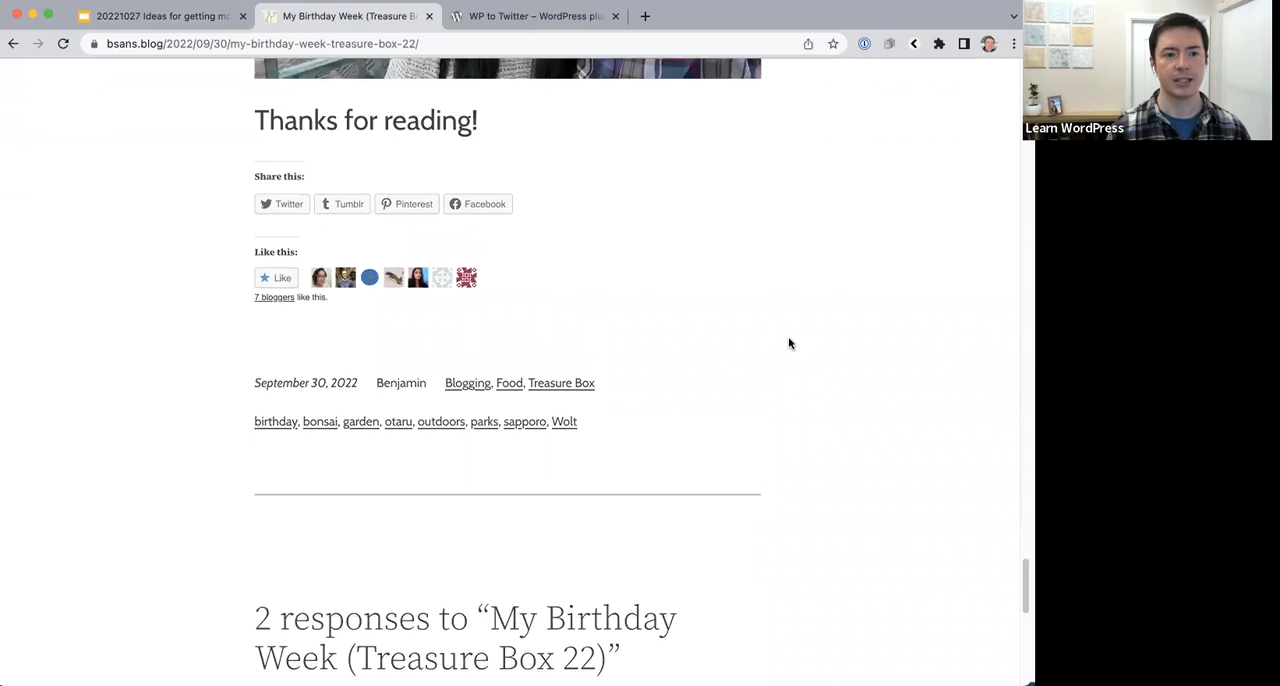 20221027 Ideas for getting mo
My Birthday Week (Treasure B
WP to Twitter – WordPress plu
bsans.blog/2022/09/30/my-birthday-week-treasure-box-22/
Learn WordPress
Thanks for reading!
Share this:
Twitter Tumblr Pinterest Facebook
Like this:
Like
7 bloggers like this.
September 30, 2022 Benjamin Blogging, Food, Treasure Box
birthday, bonsai, garden, otaru, outdoors, parks, sapporo, Wolt
2 responses to “My Birthday
Week (Treasure Box 22)”